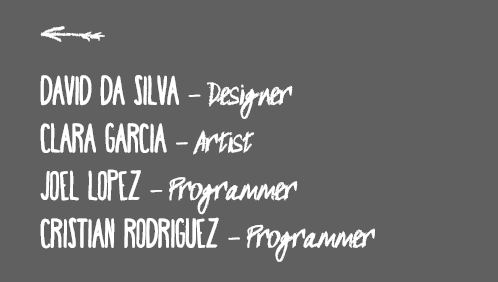 DAVID DA SILVA – Designer
CLARA GARCIA – Artist
JOEL LOPEZ – Programmer
CRISTIAN RODRIGUEZ – Programmer